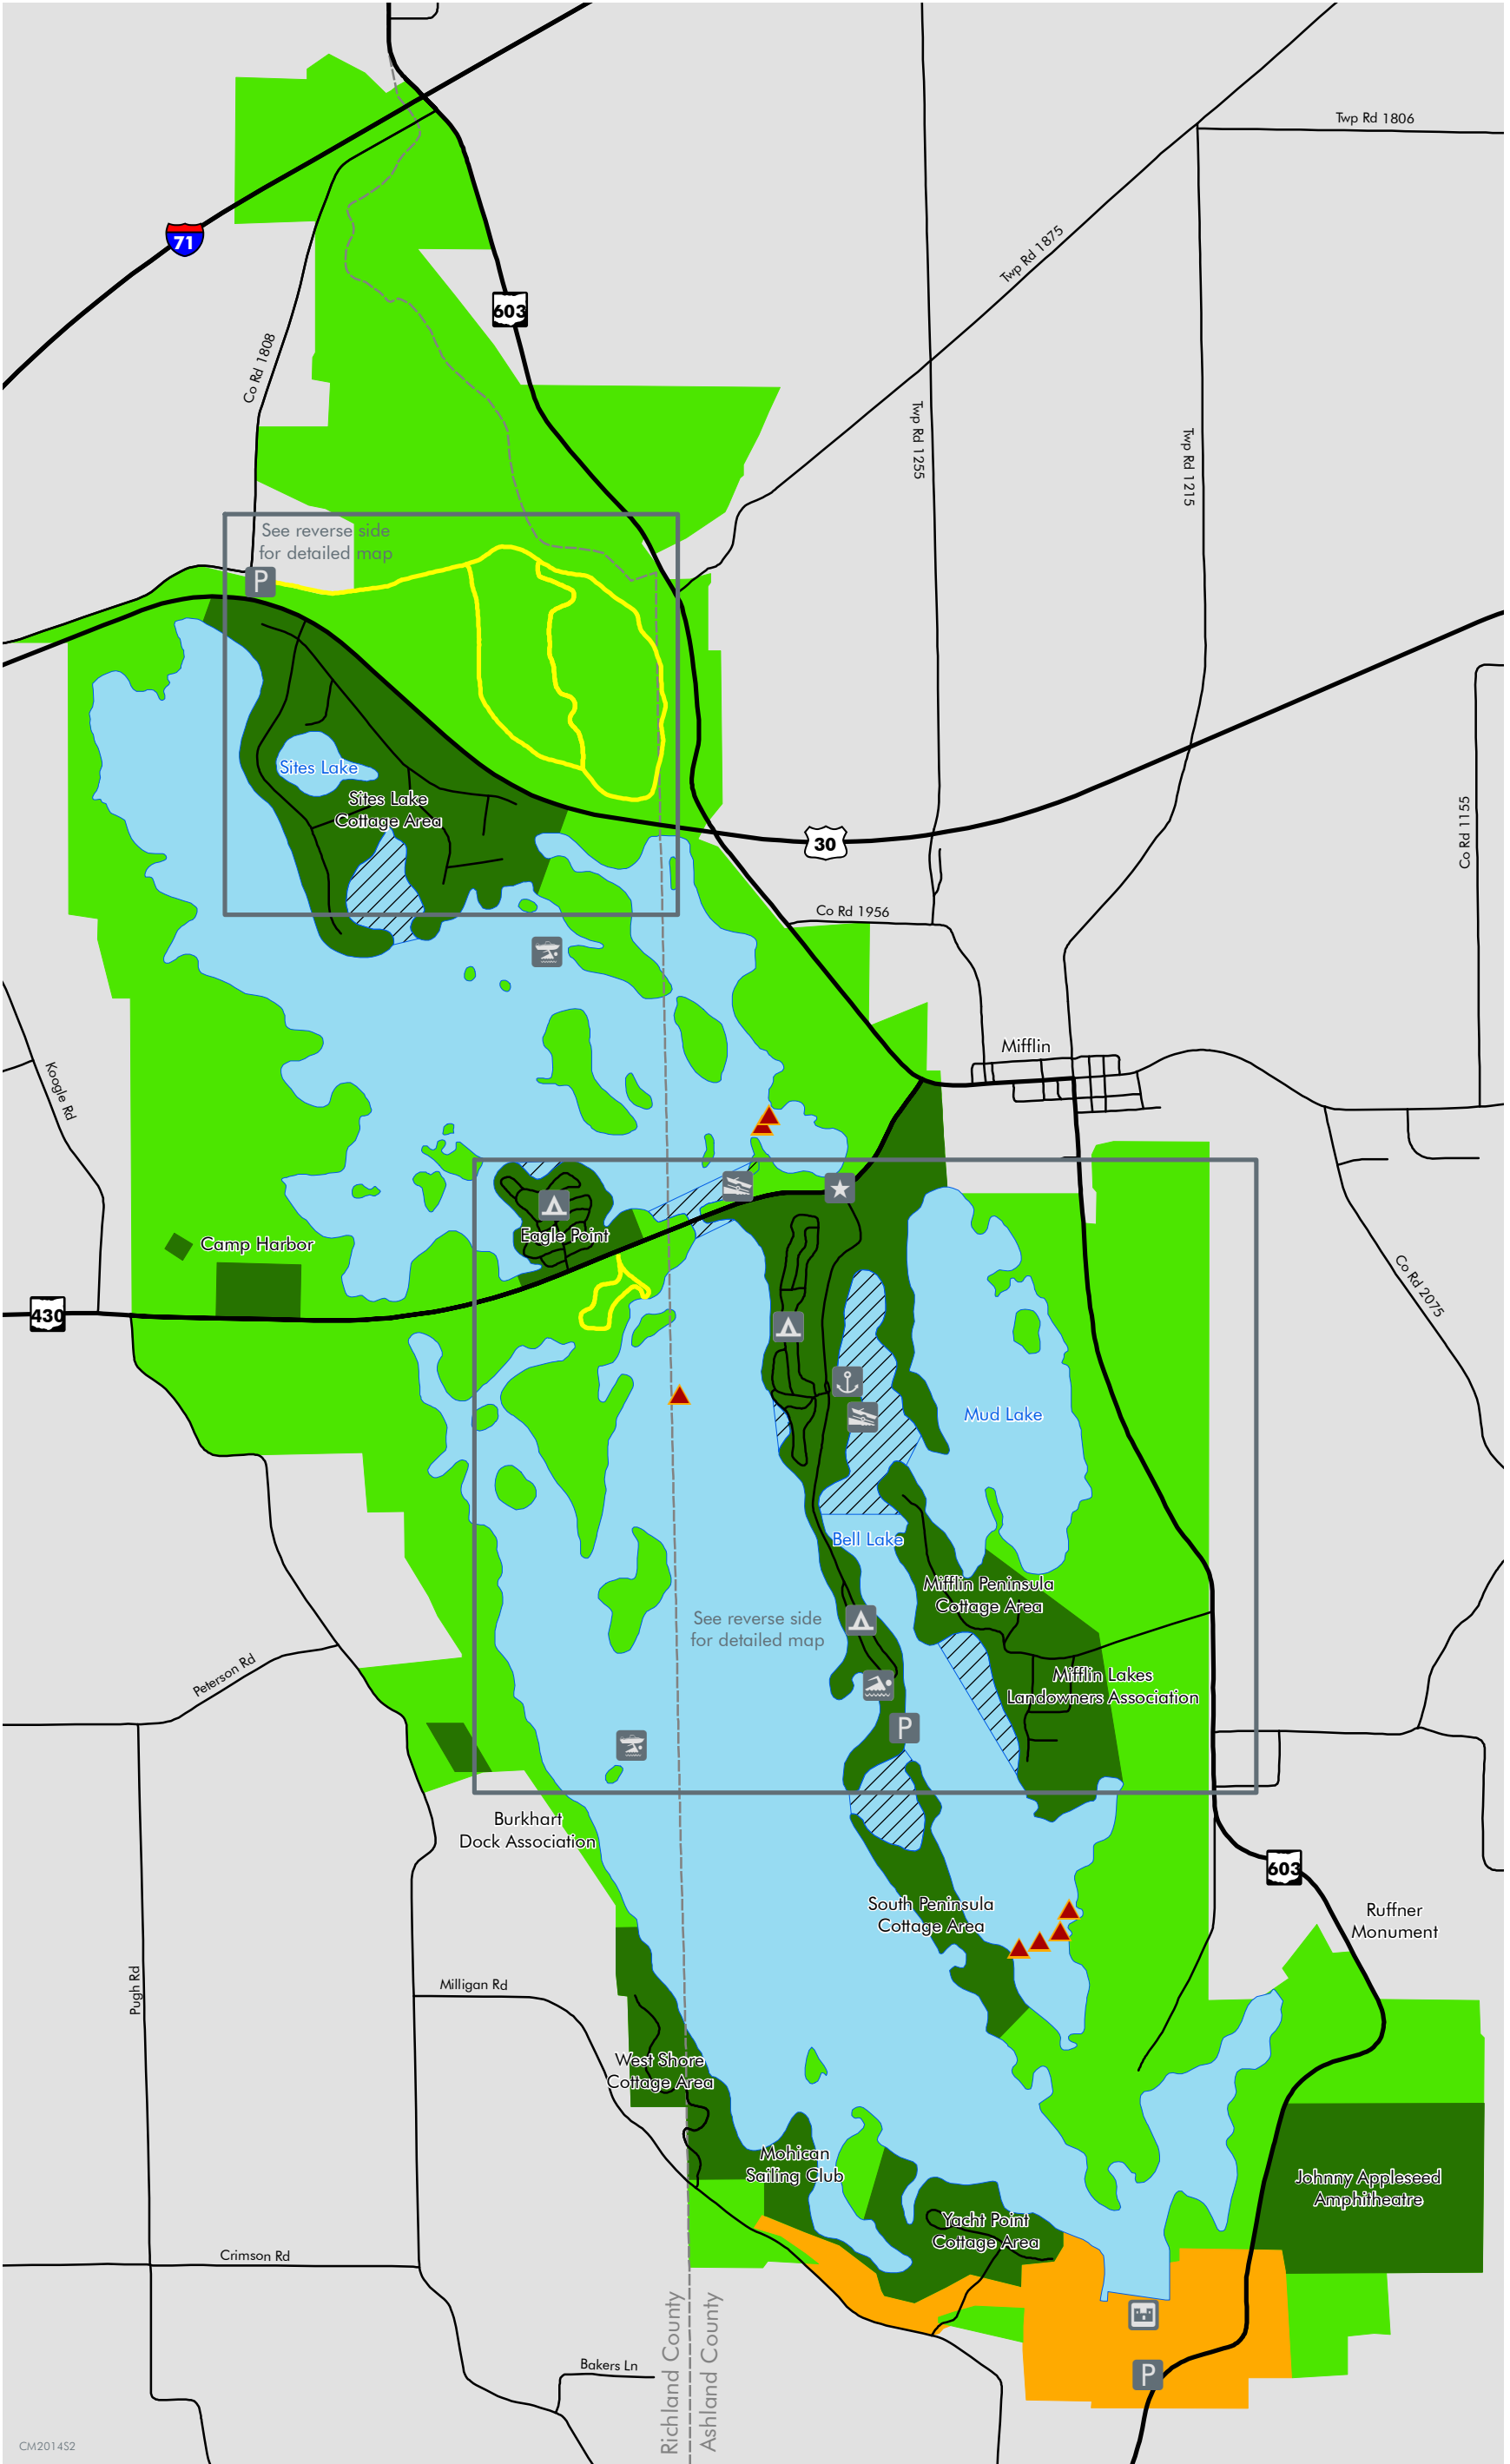 Twp Rd 1806
71
Twp Rd 1875
603
Co Rd 1808
Twp Rd 1255
Twp Rd 1215
See reverse side
for detailed map
P
Sites Lake
Sites Lake
Cottage Area
30
Co Rd 1155
Co Rd 1956
Mifflin
Koogle Rd
Eagle Point
Camp Harbor
430
Co Rd 2075
Mud Lake
Bell Lake
Mifflin Peninsula
Cottage Area
See reverse side
for detailed map
Peterson Rd
Mifflin Lakes
Landowners Association
P
Burkhart
Dock Association
603
South Peninsula
Cottage Area
Ruffner
Monument
Pugh Rd
Milligan Rd
West Shore
Cottage Area
Mohican
Sailing Club
Johnny Appleseed
Amphitheatre
Yacht Point
Cottage Area
Crimson Rd
Richland County
Ashland County
Bakers Ln
P
CM2014S2